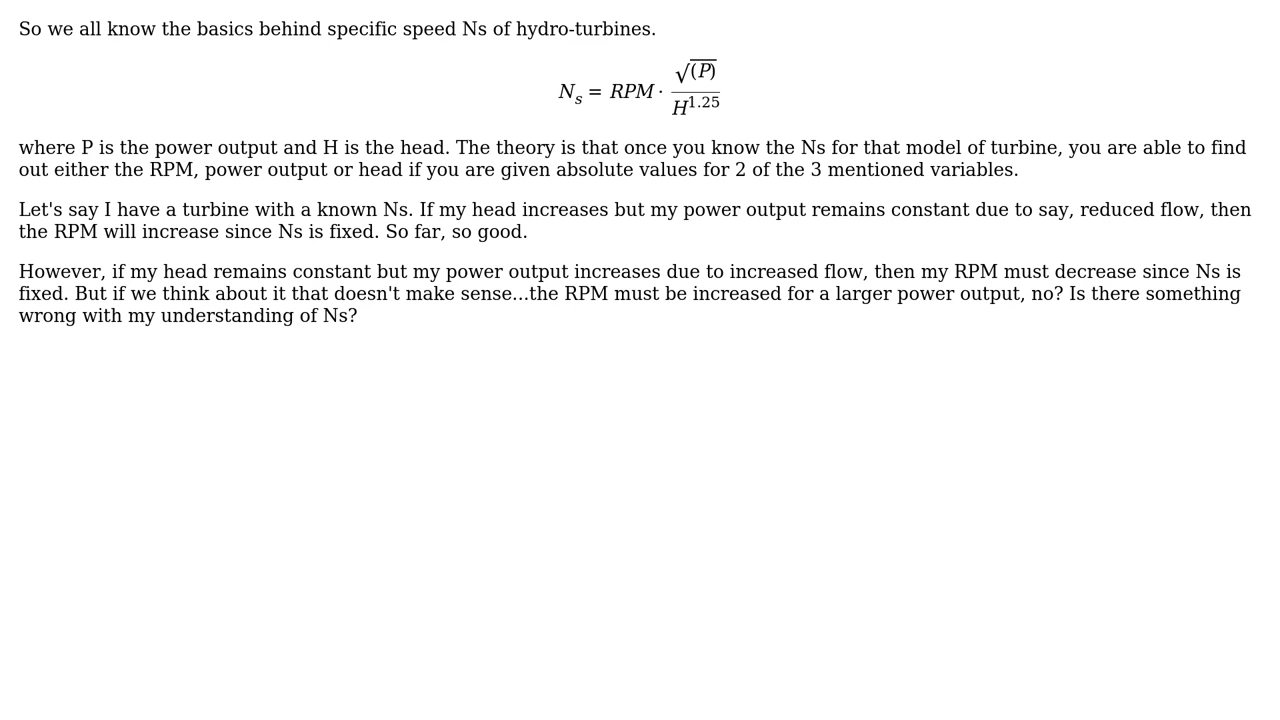 So we all know the basics behind specific speed Ns of hydro-turbines.
N_s = RPM · √(P) / H^1.25
where P is the power output and H is the head. The theory is that once you know the Ns for that model of turbine, you are able to find
out either the RPM, power output or head if you are given absolute values for 2 of the 3 mentioned variables.
Let's say I have a turbine with a known Ns. If my head increases but my power output remains constant due to say, reduced flow, then
the RPM will increase since Ns is fixed. So far, so good.
However, if my head remains constant but my power output increases due to increased flow, then my RPM must decrease since Ns is
fixed. But if we think about it that doesn't make sense...the RPM must be increased for a larger power output, no? Is there something
wrong with my understanding of Ns?